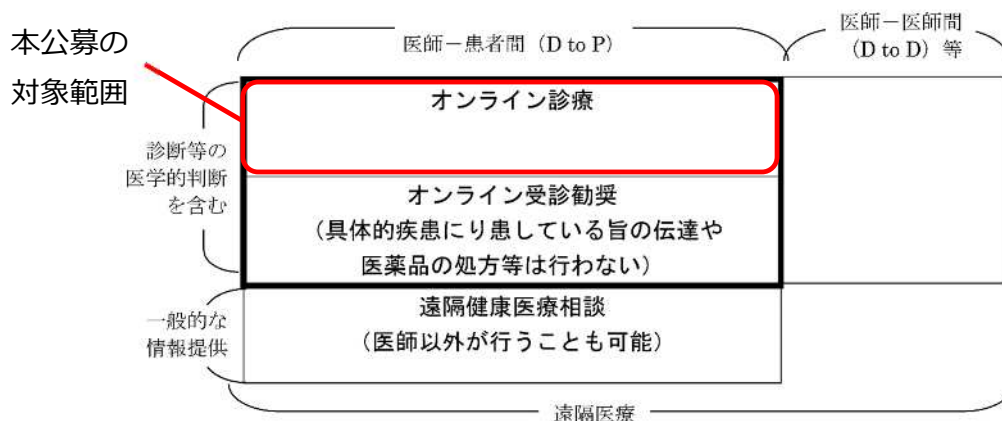 本公募の
対象範囲
医師－患者間（D to P）
医師－医師間
（D to D）等
診断等の
医学的判断
を含む
オンライン診療
オンライン受診勧奨
（具体的疾患にり患している旨の伝達や
医薬品の処方等は行わない）
一般的な
情報提供
遠隔健康医療相談
（医師以外が行うことも可能）
遠隔医療